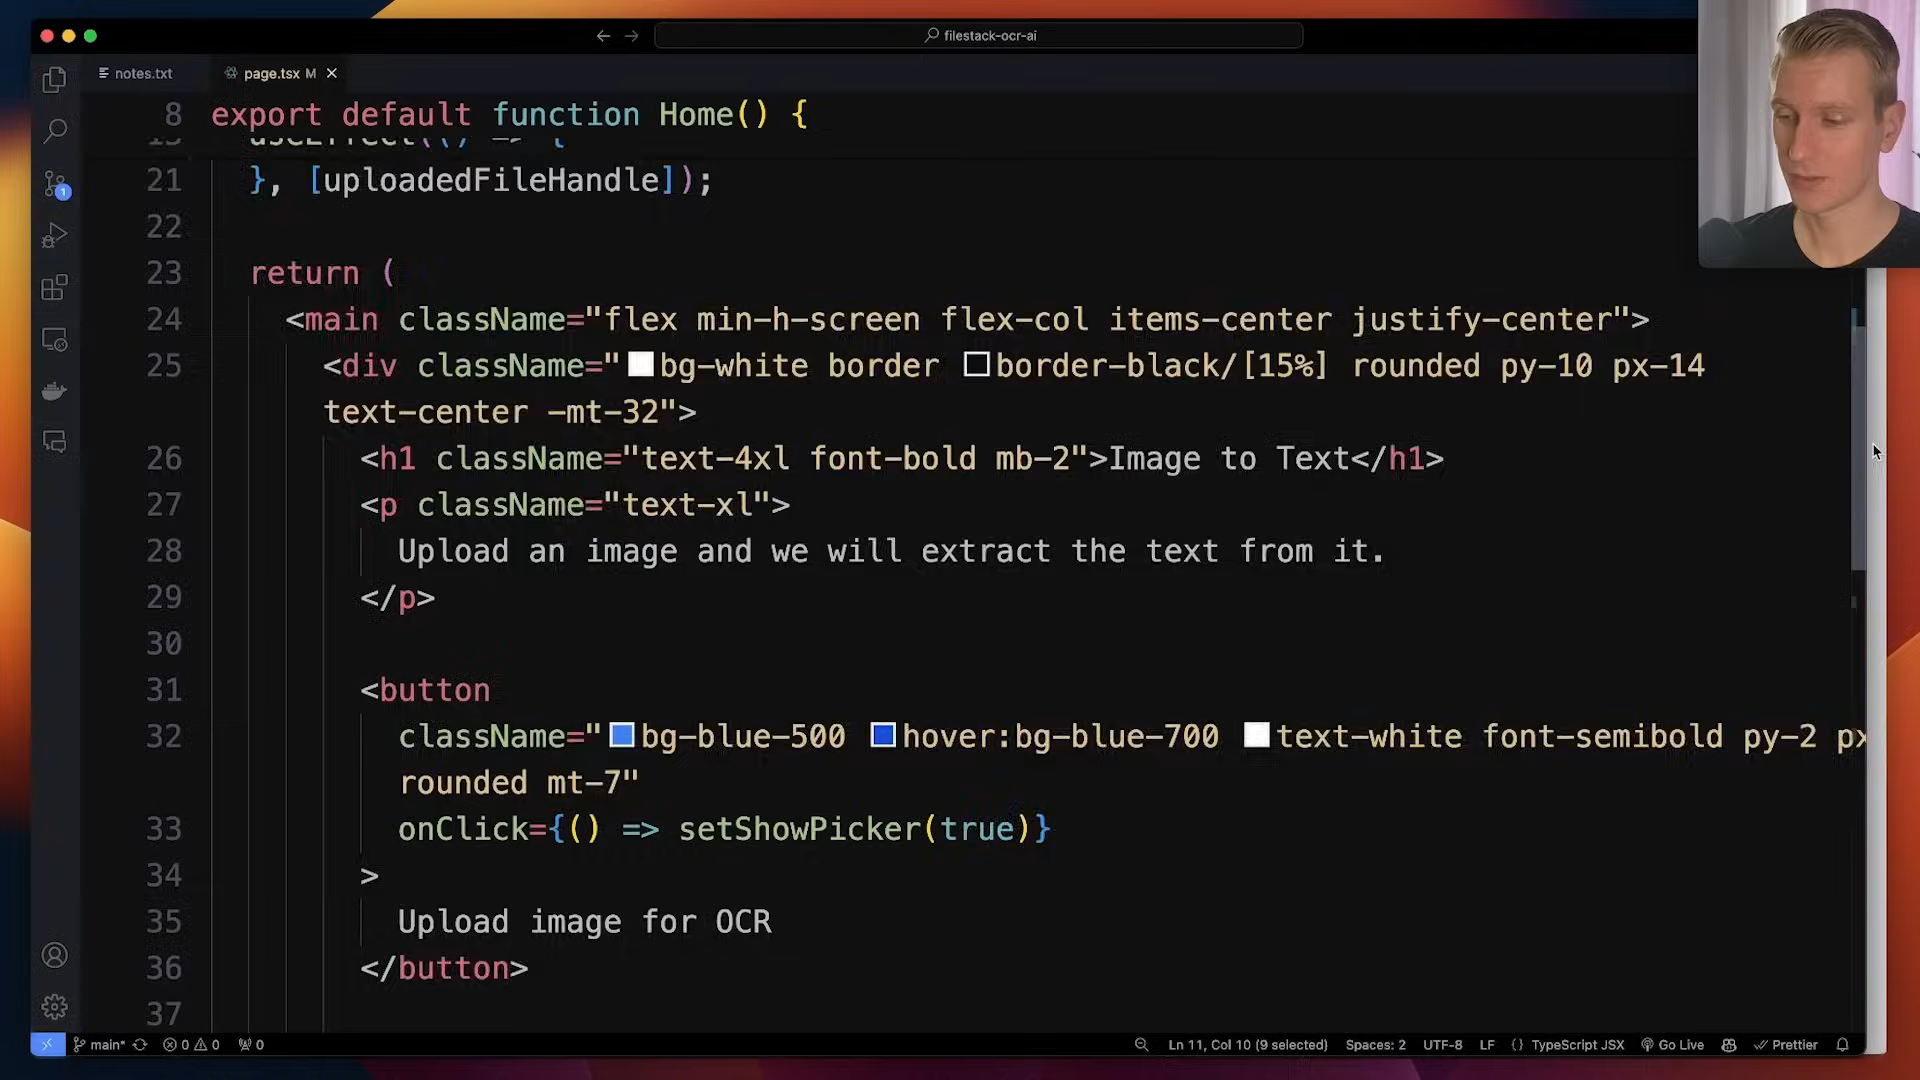 filestack-ocr-ai
notes.txt
page.tsx M
8 export default function Home() {
21 }, [uploadedFileHandle]);
22
23 return (
24 <main className="flex min-h-screen flex-col items-center justify-center">
25 <div className="bg-white border border-black/[15%] rounded py-10 px-14
text-center -mt-32">
26 <h1 className="text-4xl font-bold mb-2">Image to Text</h1>
27 <p className="text-xl">
28 Upload an image and we will extract the text from it.
29 </p>
30
31 <button
32 className="bg-blue-500 hover:bg-blue-700 text-white font-semibold py-2 px
rounded mt-7"
33 onClick={() => setShowPicker(true)}
34 >
35 Upload image for OCR
36 </button>
37
1
main* 0 0 0 Ln 11, Col 10 (9 selected) Spaces: 2 UTF-8 LF {} TypeScript JSX Go Live Prettier